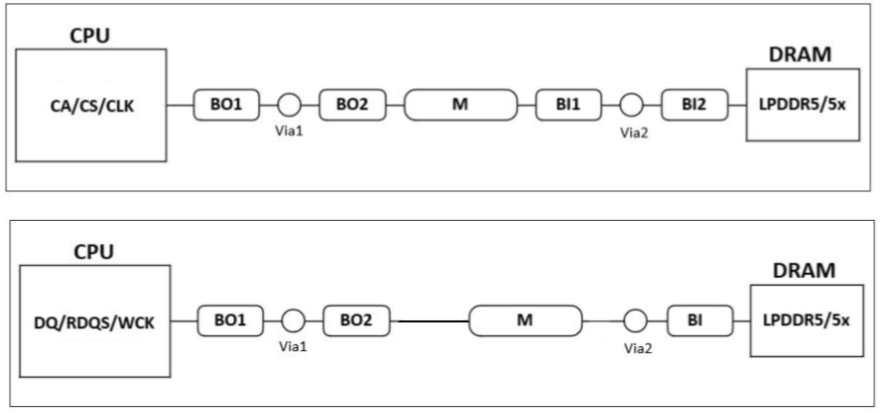 CPU
DRAM
CA/CS/CLK
BO1
BO2
M
BI1
BI2
LPDDR5/5x
Via1
Via2
CPU
DRAM
DQ/RDQS/WCK
BO1
BO2
M
BI
LPDDR5/5x
Via1
Via2